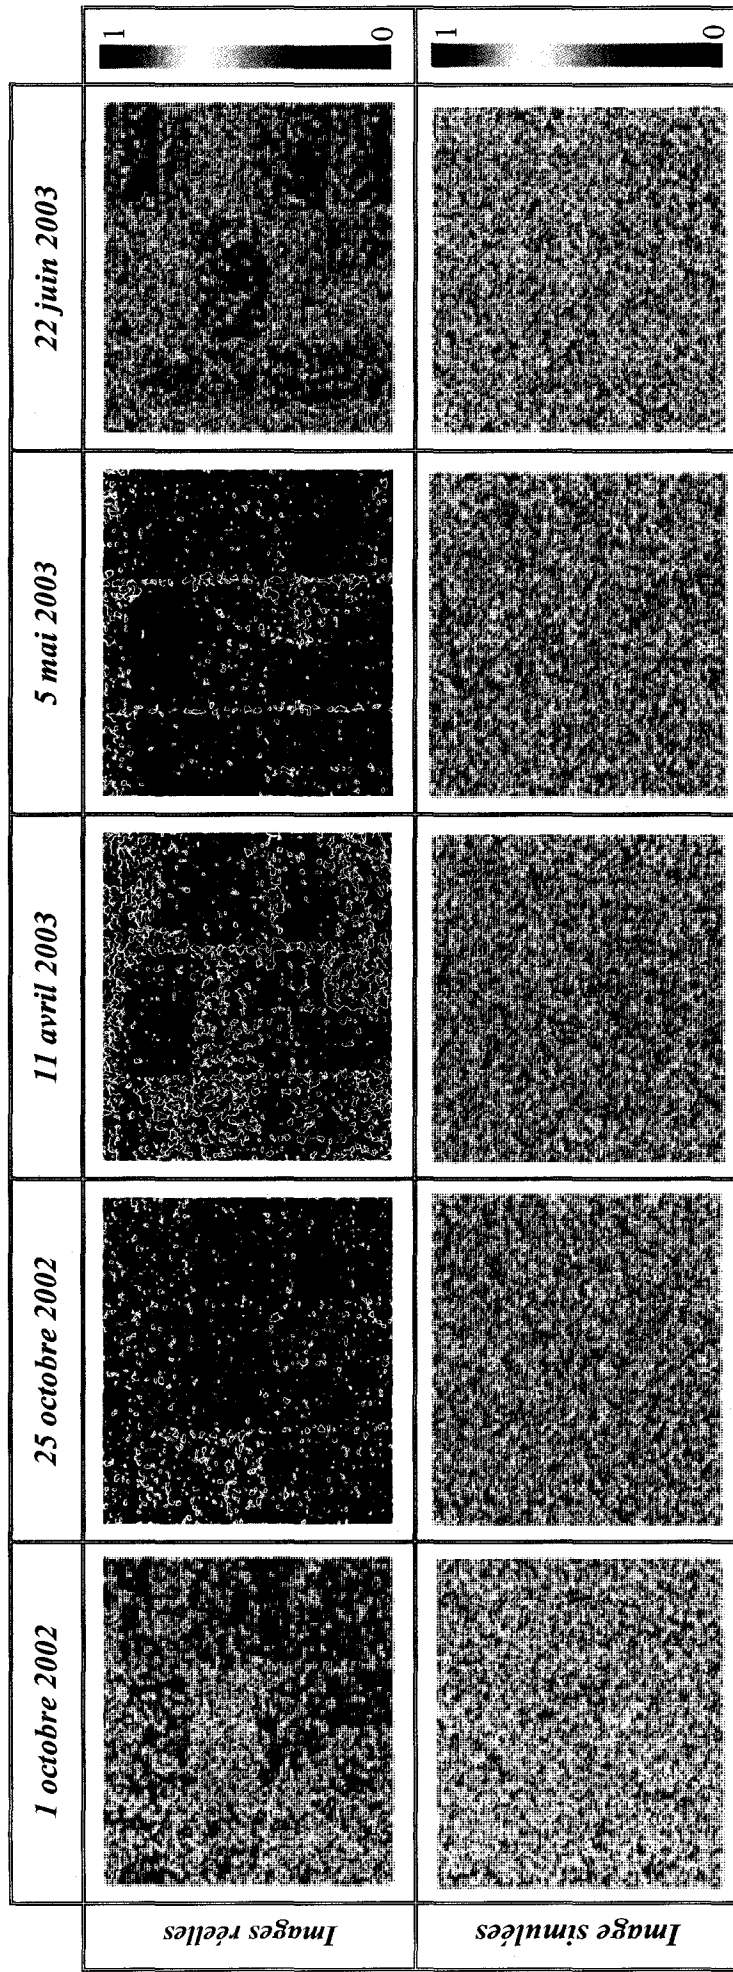 1 octobre 2002
25 octobre 2002
11 avril 2003
5 mai 2003
22 juin 2003
Images réelles
1
0
Image simulées
1
0